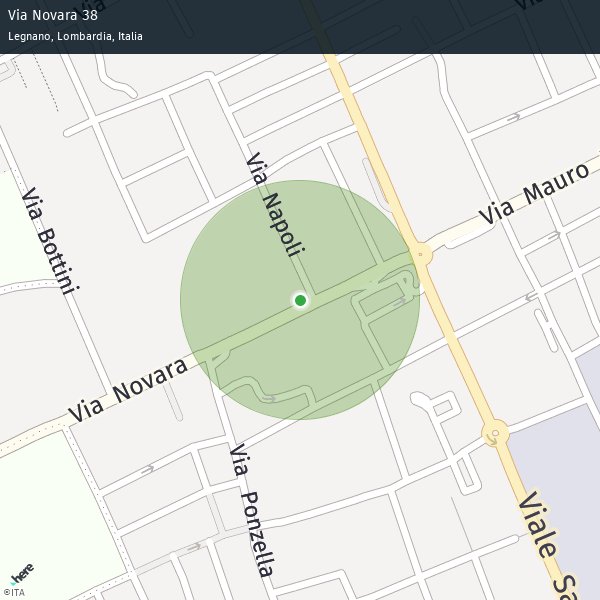 Via Novara 38
Legnano, Lombardia, Italia
Via
Via Mauro
Via Napoli
Via Bottini
Via Novara
Via Ponzella
Viale Sa
here
©ITA